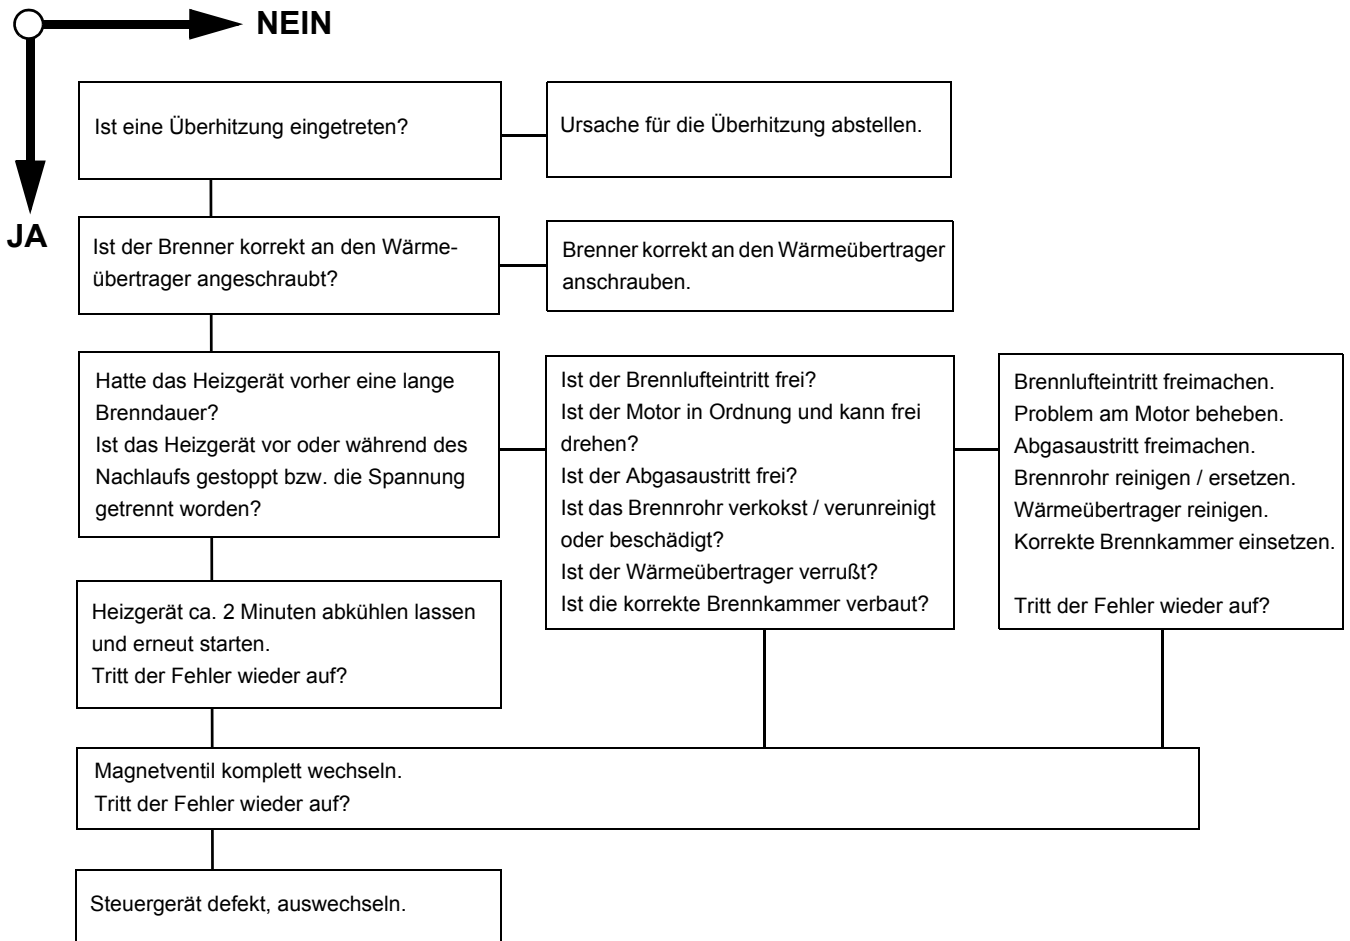 NEIN
JA
Ist eine Überhitzung eingetreten?
Ursache für die Überhitzung abstellen.
Ist der Brenner korrekt an den Wärme-
übertrager angeschraubt?
Brenner korrekt an den Wärmeübertrager
anschrauben.
Hatte das Heizgerät vorher eine lange
Brenndauer?
Ist das Heizgerät vor oder während des
Nachlaufs gestoppt bzw. die Spannung
getrennt worden?
Ist der Brennlufteintritt frei?
Ist der Motor in Ordnung und kann frei
drehen?
Ist der Abgasaustritt frei?
Ist das Brennrohr verkokst / verunreinigt
oder beschädigt?
Ist der Wärmeübertrager verrußt?
Ist die korrekte Brennkammer verbaut?
Brennlufteintritt freimachen.
Problem am Motor beheben.
Abgasaustritt freimachen.
Brennrohr reinigen / ersetzen.
Wärmeübertrager reinigen.
Korrekte Brennkammer einsetzen.
Tritt der Fehler wieder auf?
Heizgerät ca. 2 Minuten abkühlen lassen
und erneut starten.
Tritt der Fehler wieder auf?
Magnetventil komplett wechseln.
Tritt der Fehler wieder auf?
Steuergerät defekt, auswechseln.